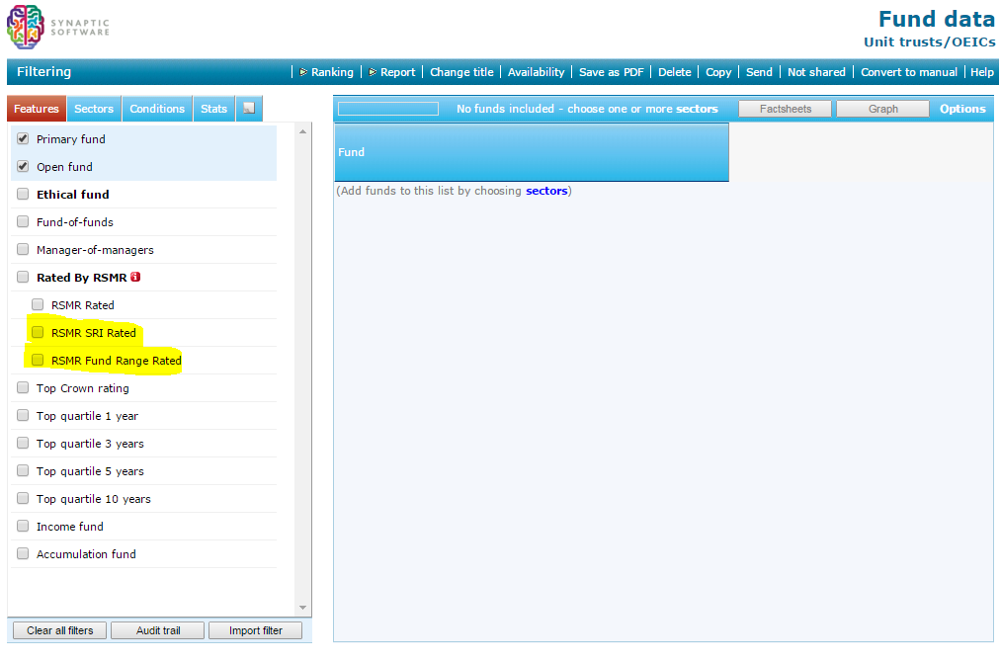 SYNAPTIC
SOFTWARE
Fund data
Unit trusts/OEICs
Filtering
Ranking
Report
Change title
Availability
Save as PDF
Delete
Copy
Send
Not shared
Convert to manual
Help
Features
Sectors
Conditions
Stats
No funds included - choose one or more sectors
Factsheets
Graph
Options
Primary fund
Open fund
Ethical fund
Fund-of-funds
Manager-of-managers
Rated By RSMR
RSMR Rated
RSMR SRI Rated
RSMR Fund Range Rated
Top Crown rating
Top quartile 1 year
Top quartile 3 years
Top quartile 5 years
Top quartile 10 years
Income fund
Accumulation fund
Clear all filters
Audit trail
Import filter
Fund
(Add funds to this list by choosing sectors)